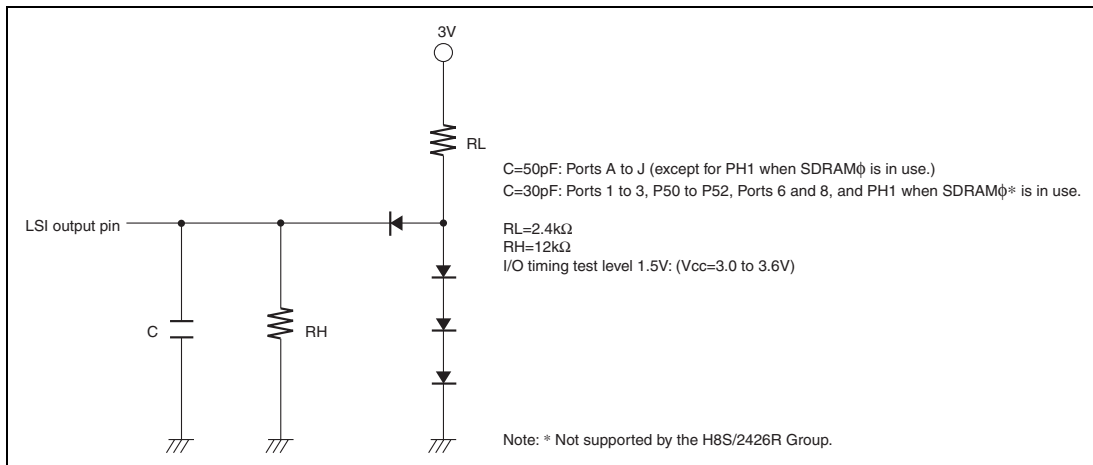 3V
RL
C=50pF: Ports A to J (except for PH1 when SDRAMϕ is in use.)
C=30pF: Ports 1 to 3, P50 to P52, Ports 6 and 8, and PH1 when SDRAMϕ* is in use.
LSI output pin
RL=2.4kΩ
RH=12kΩ
I/O timing test level 1.5V: (Vcc=3.0 to 3.6V)
C
RH
Note: * Not supported by the H8S/2426R Group.